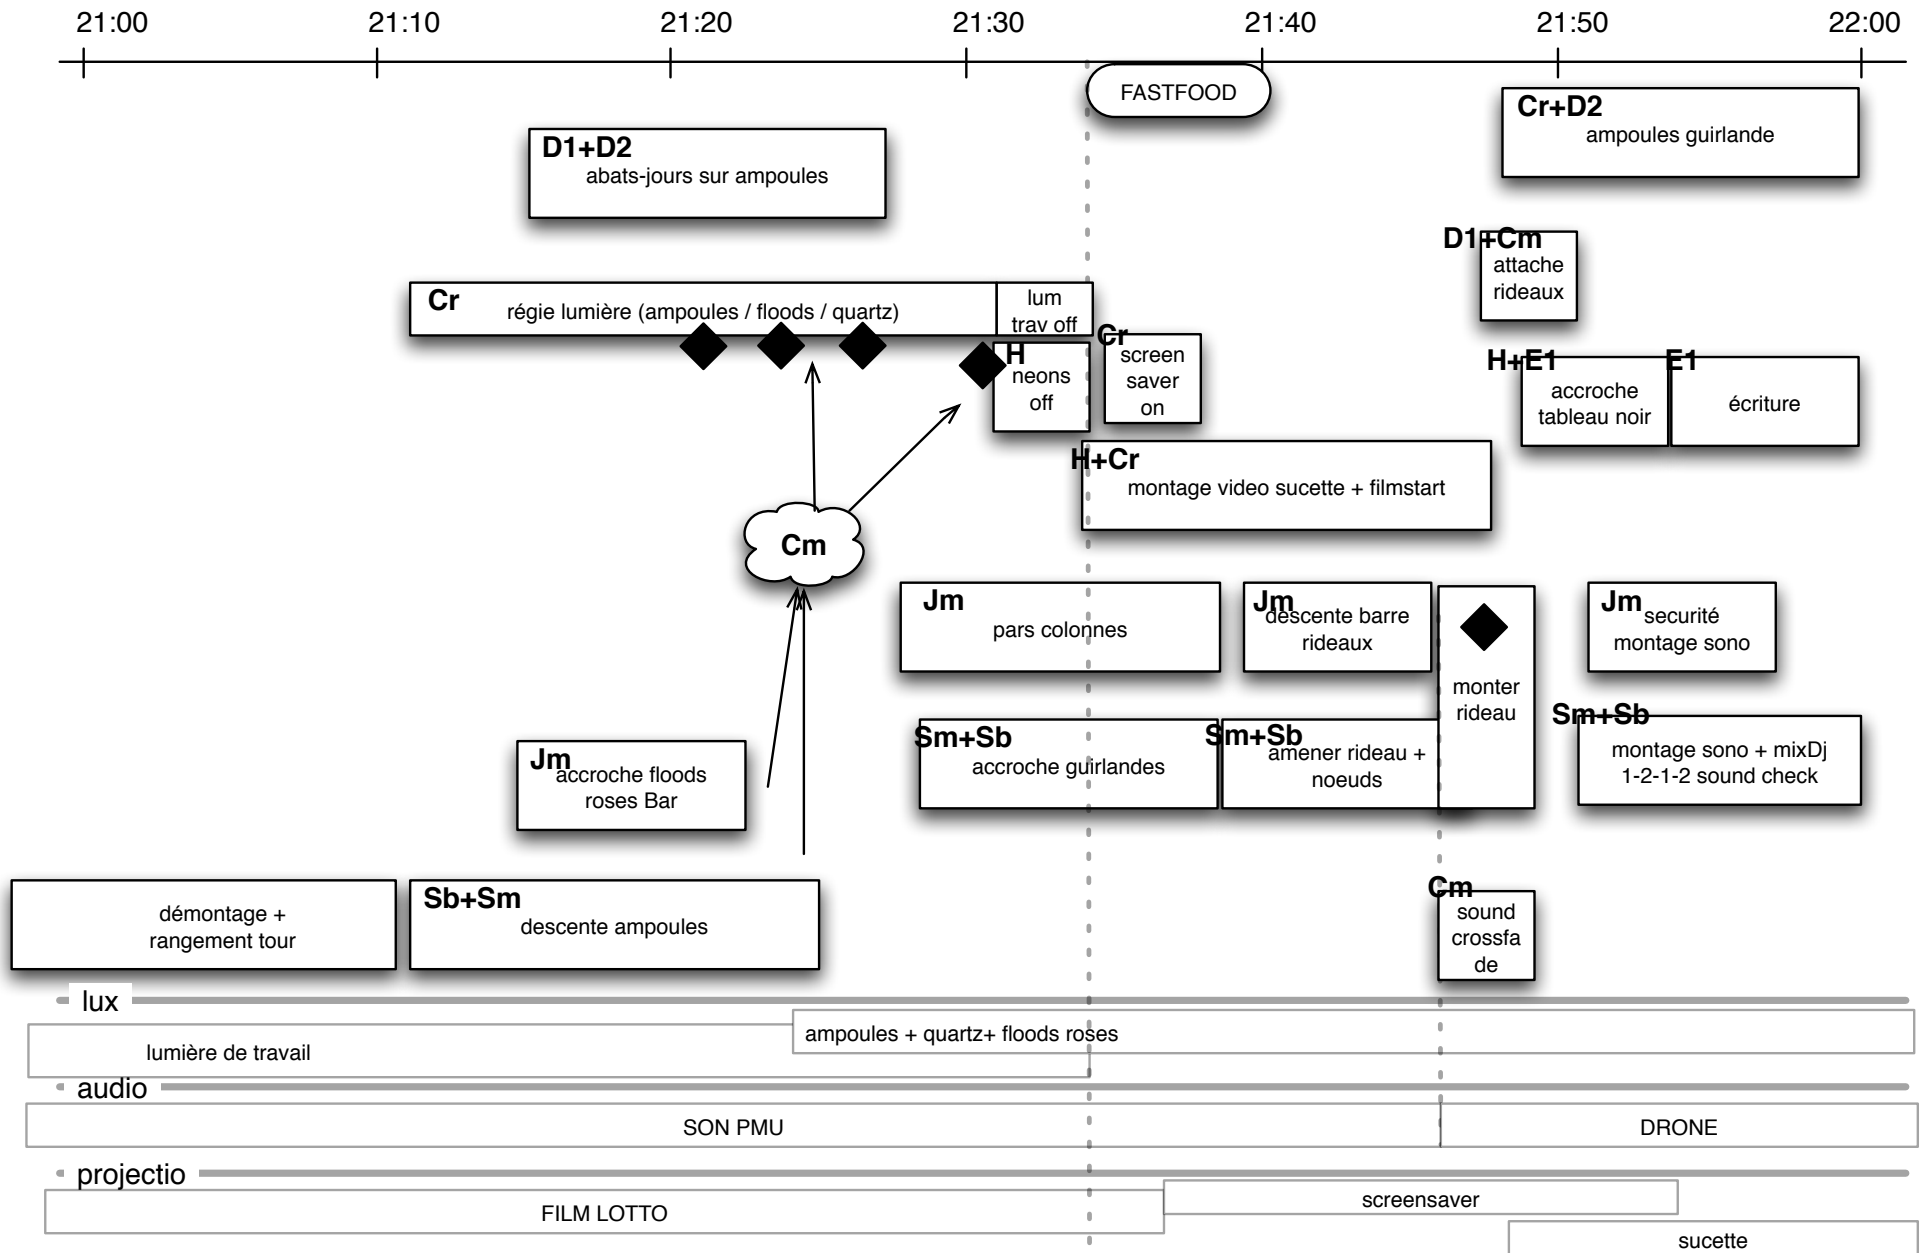 21:00 21:10 21:20 21:30 21:40 21:50 22:00
FASTFOOD
Cr+D2
ampoules guirlande
D1+D2
abats-jours sur ampoules
D1+Cm
attache
rideaux
Cr
régie lumière (ampoules / floods / quartz)
lum
trav off
H
neons
off
Cr
screen
saver
on
H+E1
accroche
tableau noir
E1
écriture
H+Cr
montage video sucette + filmstart
Cm
Jm
pars colonnes
Jm
descente barre
rideaux
monter
rideau
Jm
securité
montage sono
Sm+Sb
accroche guirlandes
Sm+Sb
amener rideau +
noeuds
Sm+Sb
montage sono + mixDj
1-2-1-2 sound check
Jm
accroche floods
roses Bar
démontage +
rangement tour
Sb+Sm
descente ampoules
Cm
sound
crossfa
de
lux
ampoules + quartz+ floods roses
lumière de travail
audio
SON PMU
DRONE
projectio
FILM LOTTO
screensaver
sucette